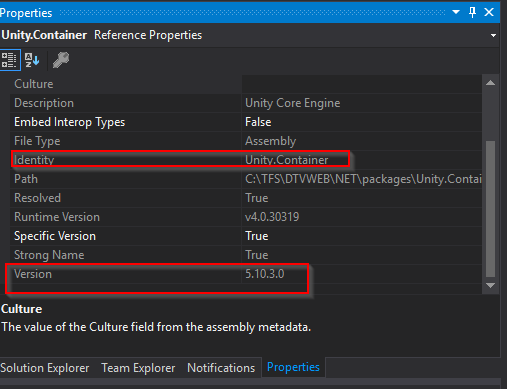 Properties
Unity.Container Reference Properties
Culture
Description Unity Core Engine
Embed Interop Types False
File Type Assembly
Identity Unity.Container
Path C:\TFS\DTVWEB\NET\packages\Unity.Contai
Resolved True
Runtime Version v4.0.30319
Specific Version True
Strong Name True
Version 5.10.3.0
Culture
The value of the Culture field from the assembly metadata.
Solution Explorer Team Explorer Notifications Properties